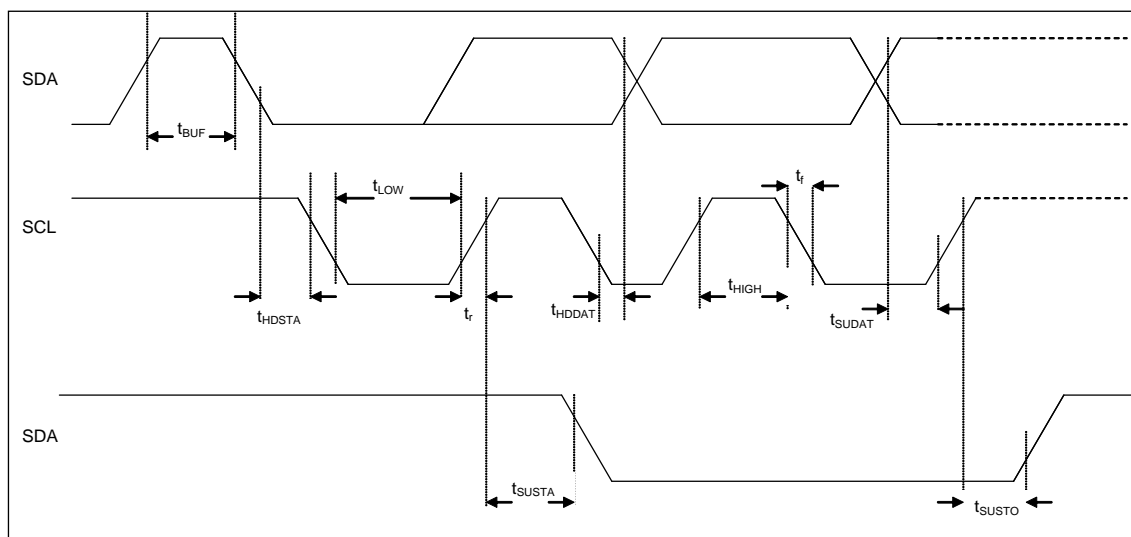 SDA
tBUF
tLOW
tf
SCL
tHDSTA
tr
tHDDAT
tHIGH
tSUDAT
SDA
tSUSTA
tSUSTO